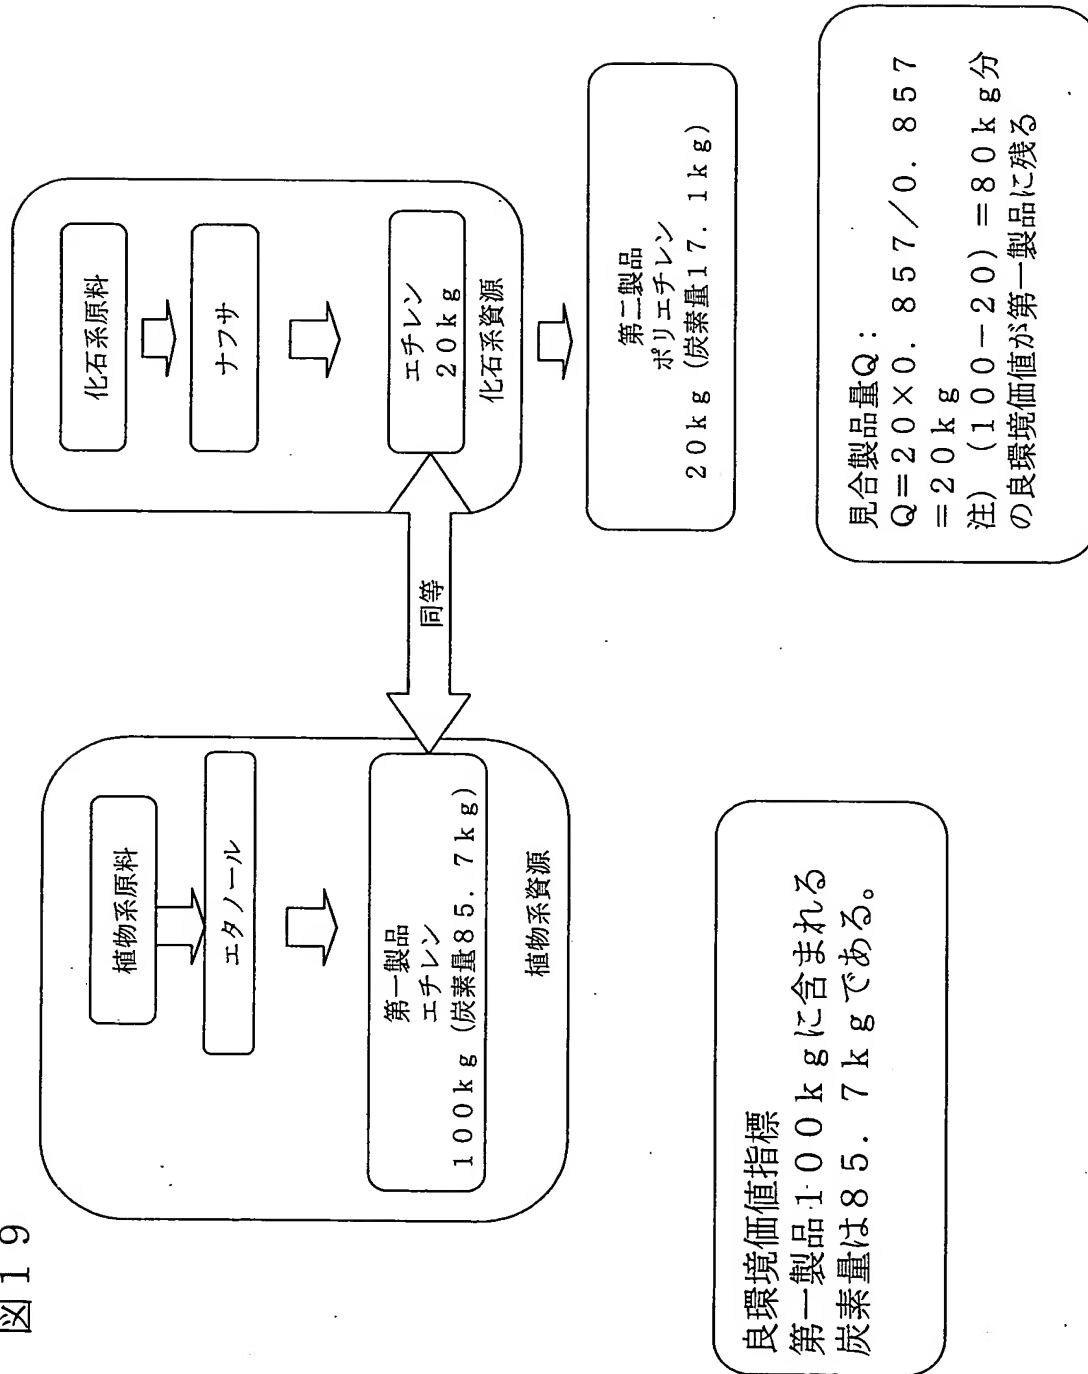 図19
植物系原料
エタノール
第一製品
エチレン
100kg（炭素量85.7kg）
植物系資源
同等
化石系原料
ナフサ
エチレン
20kg
化石系資源
第二製品
ポリエチレン
20kg（炭素量17.1kg）
良環境価値指標
第一製品100kgに含まれる
炭素量は85.7kgである。
見合製品量Q：
Q=20×0.857/0.857
=20kg
注）（100-20）=80kg分
の良環境価値が第一製品に残る